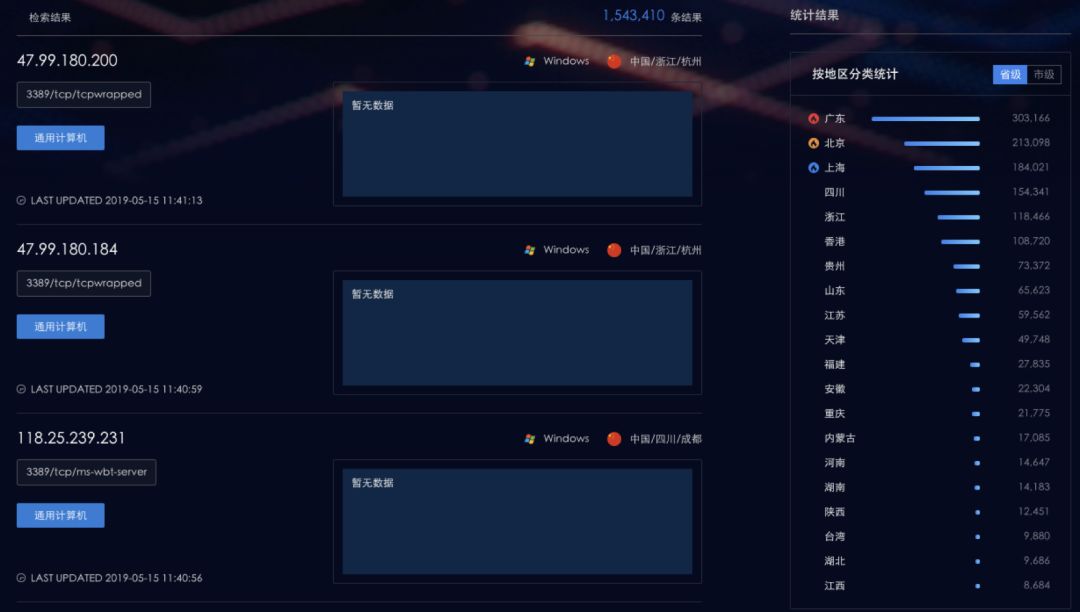 检索结果
1,543,410 条结果
47.99.180.200
Windows 中国/浙江/杭州
3389/tcp/tcpwrapped
暂无数据
通用计算机
LAST UPDATED 2019-05-15 11:41:13
47.99.180.184
Windows 中国/浙江/杭州
3389/tcp/tcpwrapped
暂无数据
通用计算机
LAST UPDATED 2019-05-15 11:40:59
118.25.239.231
Windows 中国/四川/成都
3389/tcp/ms-wbt-server
暂无数据
通用计算机
LAST UPDATED 2019-05-15 11:40:56
统计结果
按地区分类统计 省级 市级
广东 303,166
北京 213,098
上海 184,021
四川 154,341
浙江 118,466
香港 108,720
贵州 73,372
山东 65,623
江苏 59,562
天津 49,748
福建 27,835
安徽 22,304
重庆 21,775
内蒙古 17,085
河南 14,647
湖南 14,183
陕西 12,451
台湾 9,880
湖北 9,686
江西 8,684